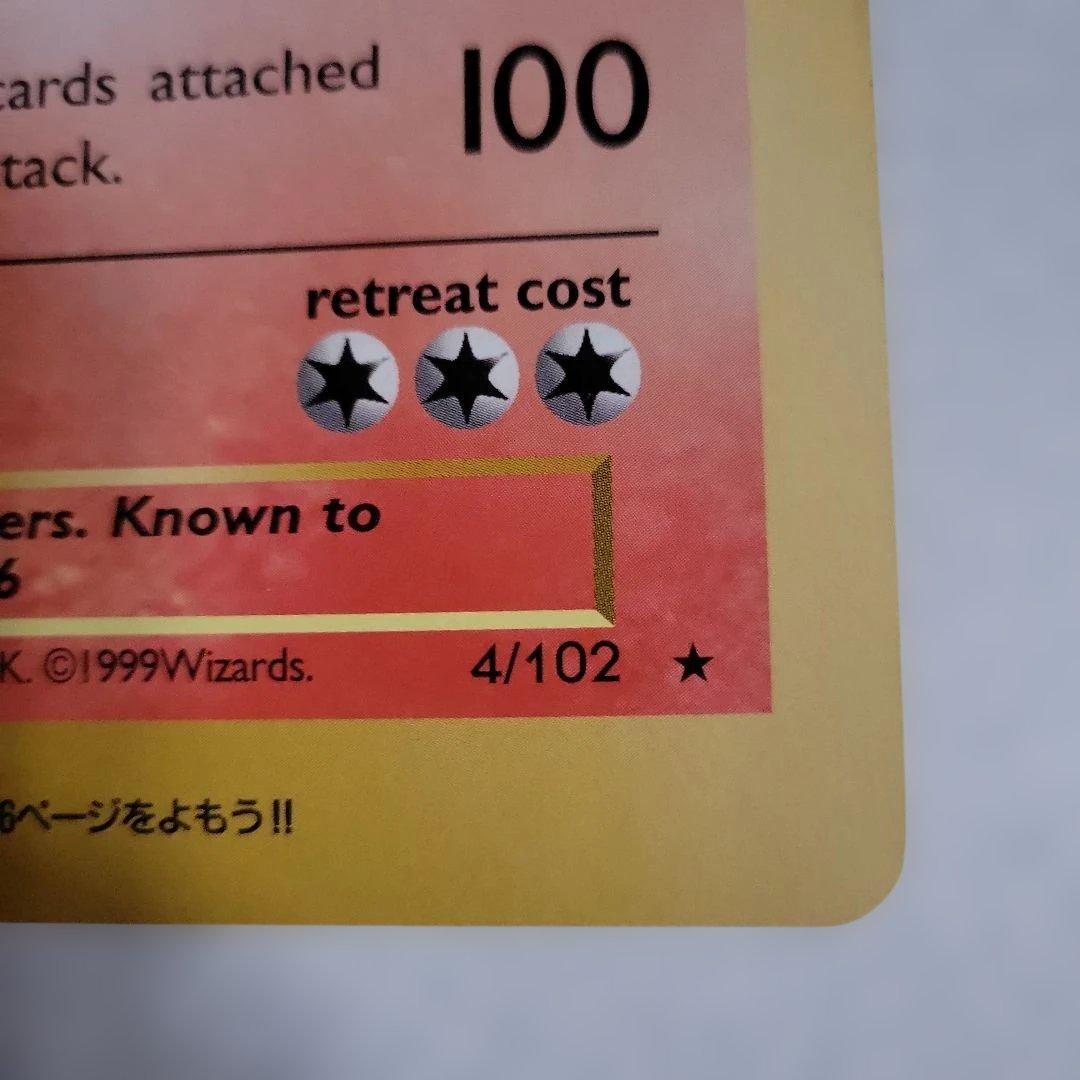 cards attached 100
tack.
retreat cost
ers. Known to
6
K. ©1999Wizards. 4/102 ★
6ページをよもう!!